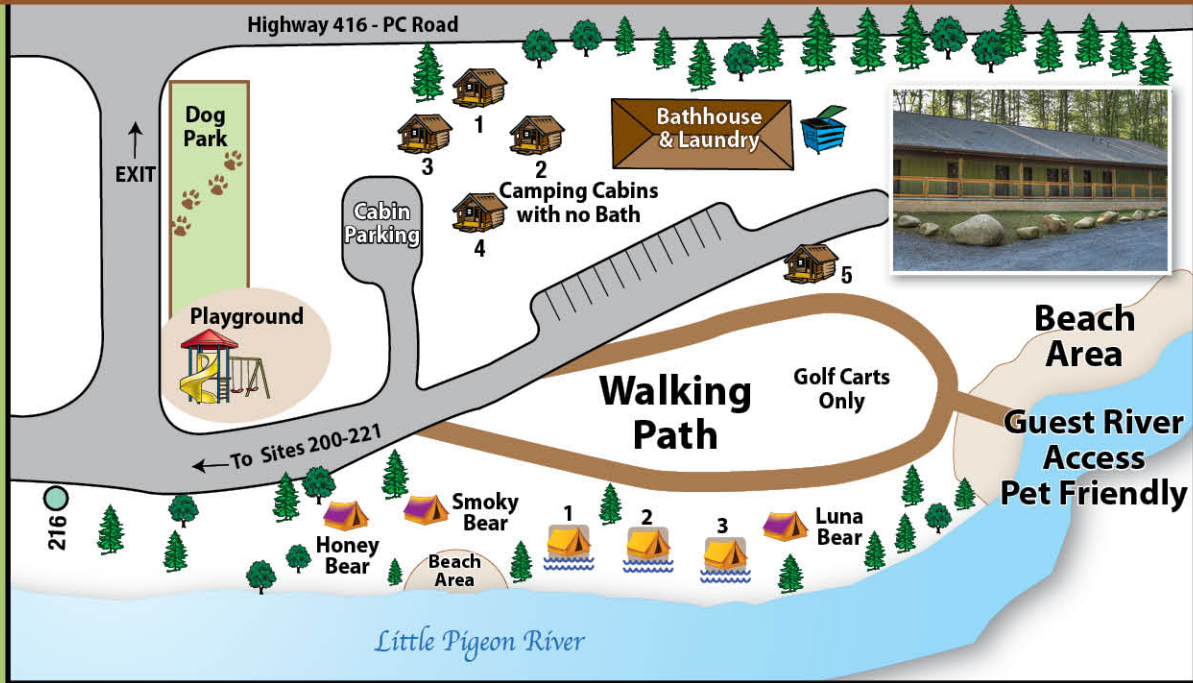 Highway 416 - PC Road
Dog
Park
EXIT
1
3
2
4
Camping Cabins
with no Bath
Bathhouse
& Laundry
Cabin
Parking
5
Playground
Beach
Area
Walking
Path
Golf Carts
Only
Guest River
Access
Pet Friendly
To Sites 200-221
216
Honey
Bear
Smoky
Bear
Beach
Area
1
2
3
Luna
Bear
Little Pigeon River